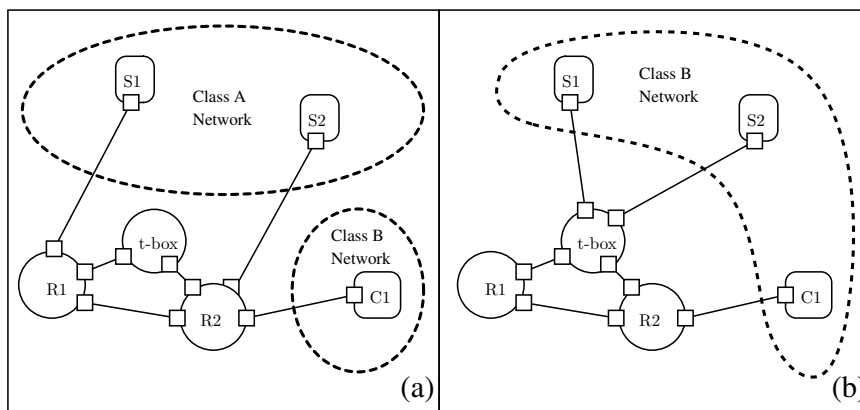 S1
Class A
Network
S2
t-box
Class B
Network
R1
R2
C1
(a)
S1
Class B
Network
S2
t-box
R1
R2
C1
(b)